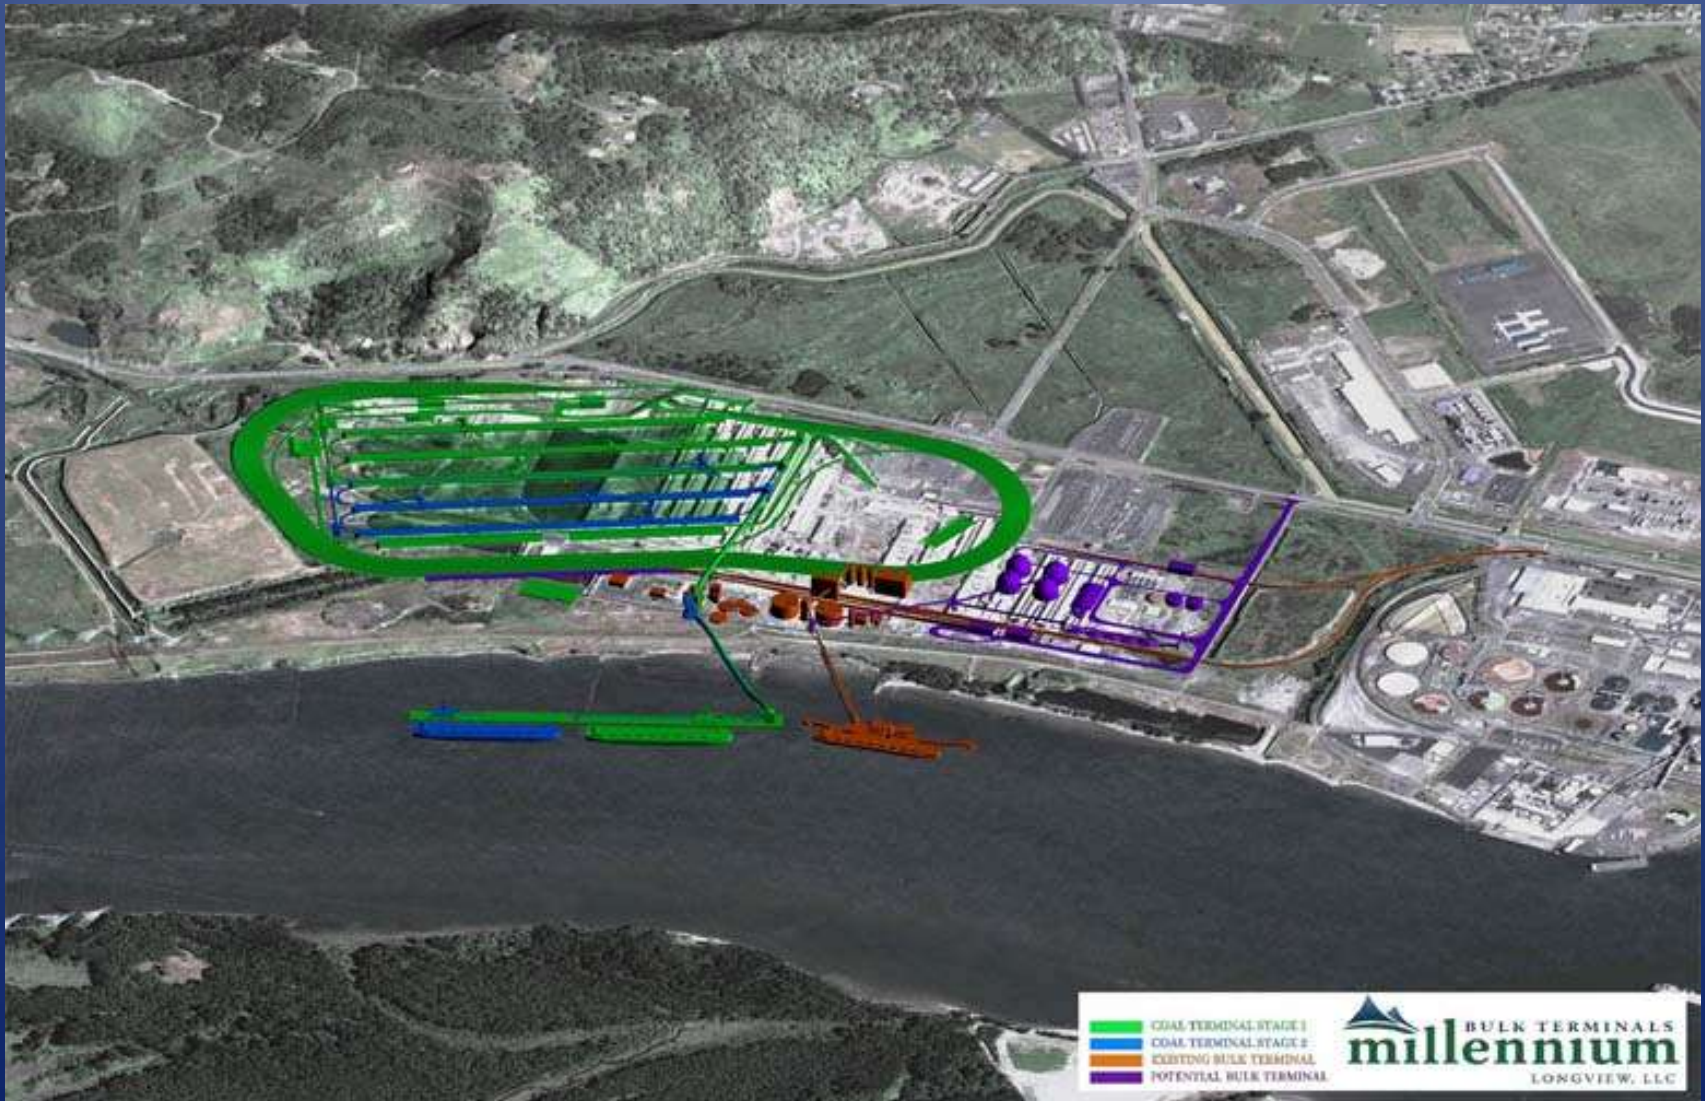 COAL TERMINAL STAGE 1
COAL TERMINAL STAGE 2
EXISTING BULK TERMINAL
POTENTIAL BULK TERMINAL
BULK TERMINALS
millennium
LONGVIEW, LLC